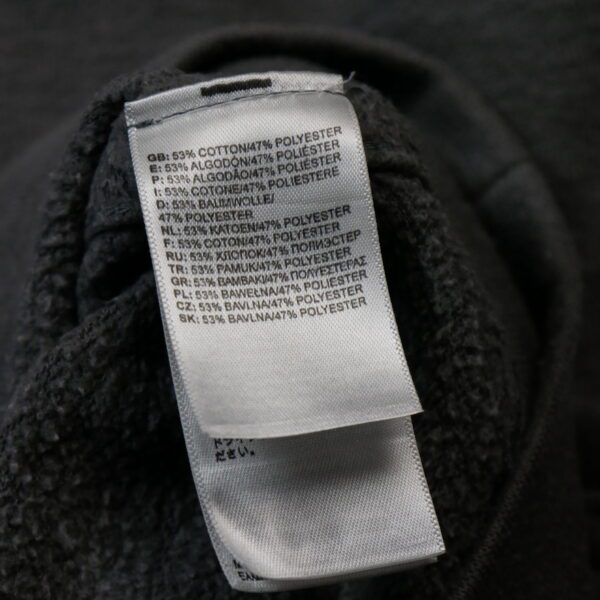 GB: 53% COTTON/47% POLYESTER
E: 53% ALGODÓN/47% POLIÉSTER
P: 53% ALGODÃO/47% POLIÉSTER
I: 53% COTONE/47% POLIESTERE
D: 53% BAUMWOLLE/
47% POLYESTER
NL: 53% KATOEN/47% POLYESTER
F: 53% COTON/47% POLYESTER
RU: 53% ХЛОПОК/47% ПОЛИЭСТЕР
TR: 53% PAMUK/47% POLYESTER
GR: 53% ΒΑΜΒΑΚΙ/47% ΠΟΛΥΕΣΤΕΡΑΣ
PL: 53% BAWEŁNA/47% POLYESTER
CZ: 53% BAVLNA/47% POLYESTER
SK: 53% BAVLNA/47% POLYESTER
ださい。